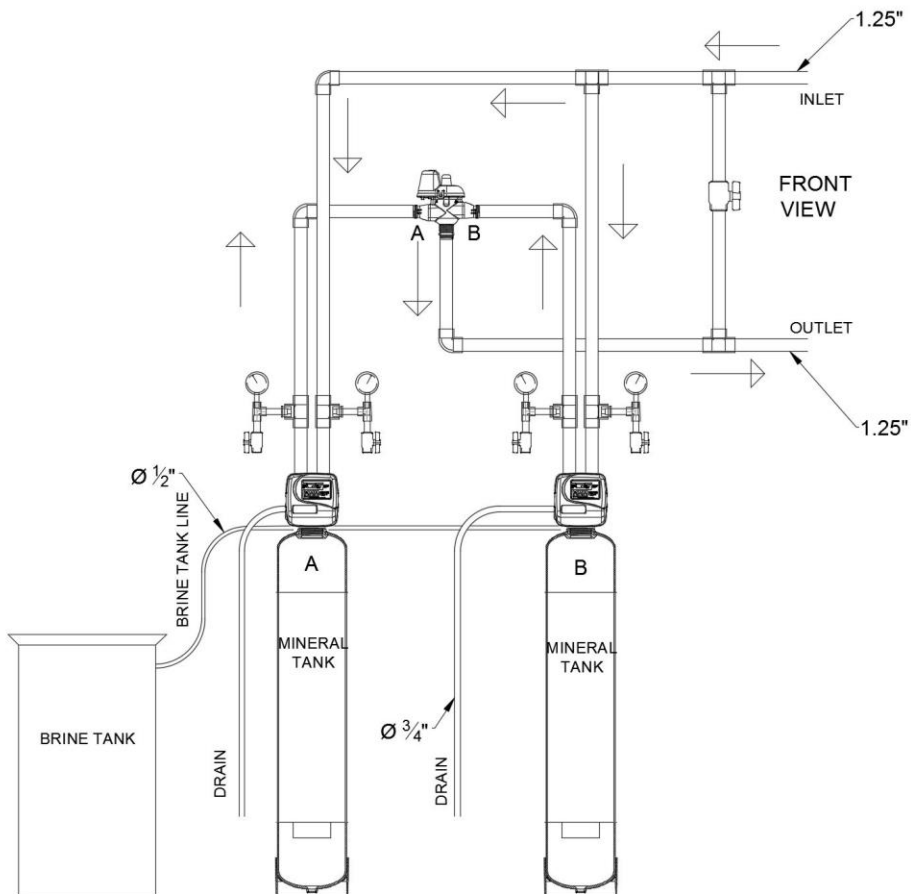 1.25"
INLET
FRONT
VIEW
A
B
OUTLET
1.25"
Ø 1/2"
BRINE TANK LINE
A
B
MINERAL
TANK
MINERAL
TANK
Ø 3/4"
BRINE TANK
DRAIN
DRAIN